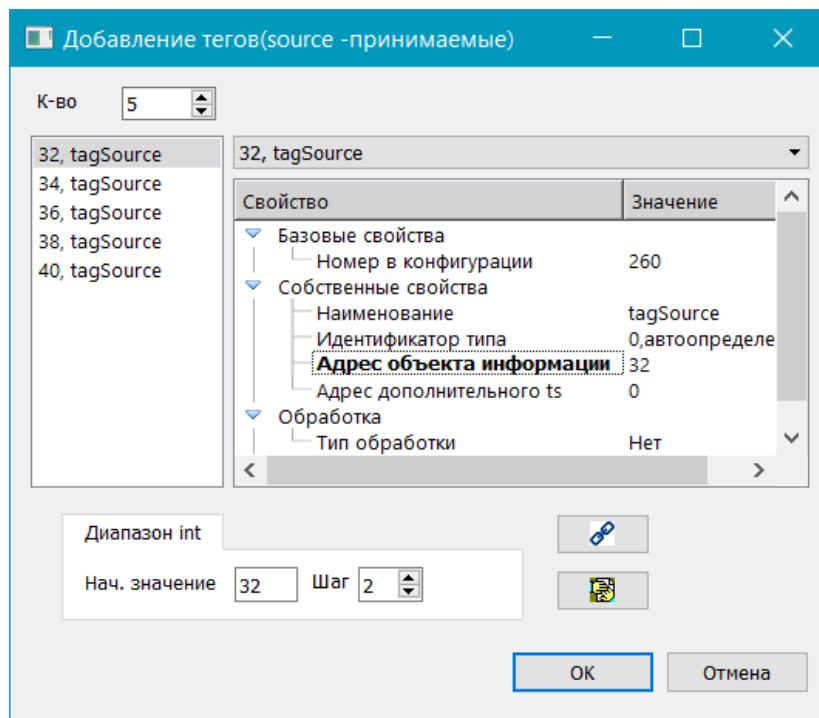 Добавление тегов(source -принимаемые)
К-во 5
32, tagSource
34, tagSource
36, tagSource
38, tagSource
40, tagSource
32, tagSource
Свойство Значение
Базовые свойства
Номер в конфигурации 260
Собственные свойства
Наименование tagSource
Идентификатор типа 0,автоопределе
Адрес объекта информации 32
Адрес дополнительного ts 0
Обработка
Тип обработки Нет
Диапазон int
Нач. значение 32 Шаг 2
ОК Отмена